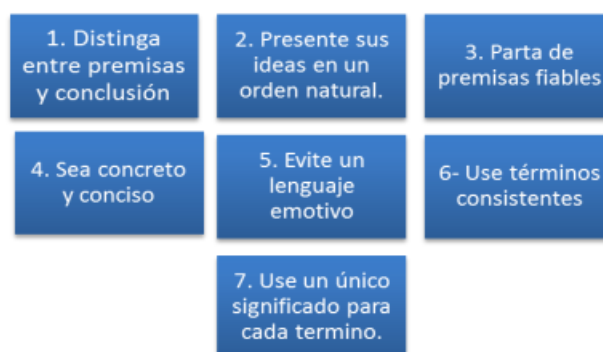 1. Distinga
entre premisas
y conclusión
2. Presente sus
ideas en un
orden natural.
3. Parta de
premisas fiables
4. Sea concreto
y conciso
5. Evite un
lenguaje
emotivo
6- Use términos
consistentes
7. Use un único
significado para
cada termino.